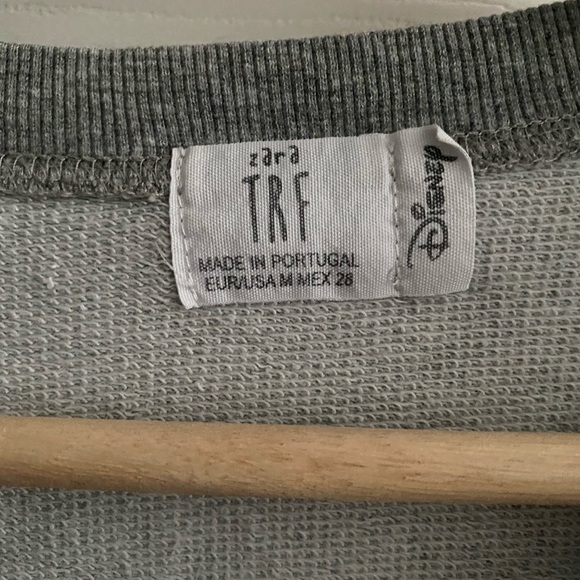 zara
TRF
MADE IN PORTUGAL
EUR/USA M MEX 28
Disney